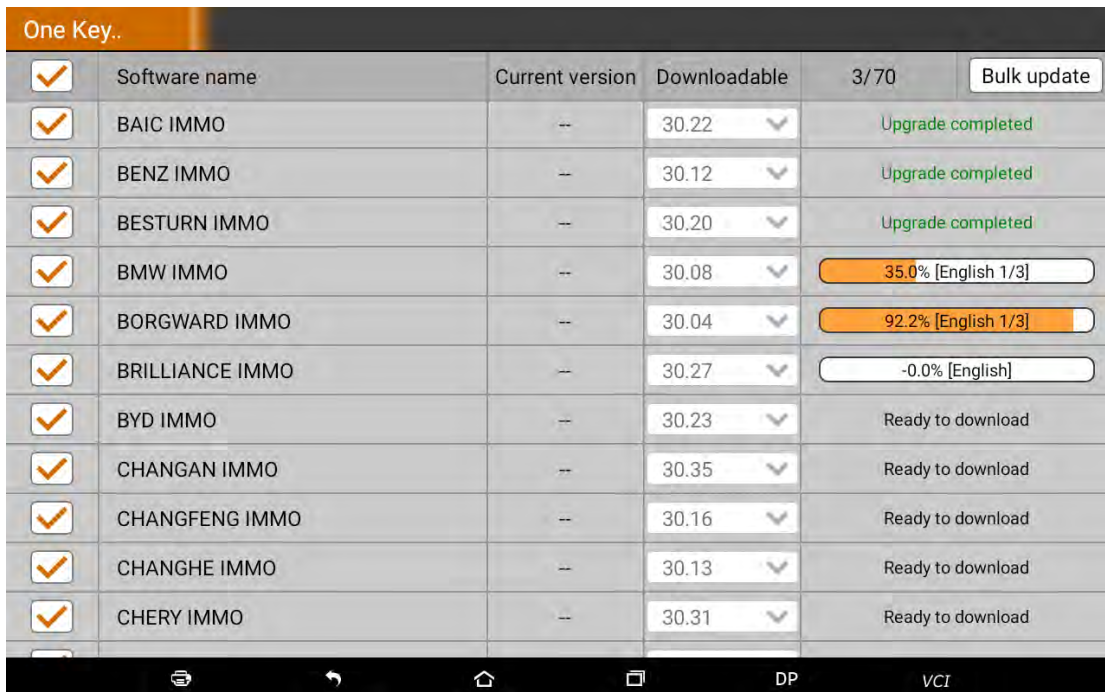 One Key..
Software name Current version Downloadable 3/70 Bulk update
BAIC IMMO -- 30.22 Upgrade completed
BENZ IMMO -- 30.12 Upgrade completed
BESTURN IMMO -- 30.20 Upgrade completed
BMW IMMO -- 30.08 35.0% [English 1/3]
BORGWARD IMMO -- 30.04 92.2% [English 1/3]
BRILLIANCE IMMO -- 30.27 -0.0% [English]
BYD IMMO -- 30.23 Ready to download
CHANGAN IMMO -- 30.35 Ready to download
CHANGFENG IMMO -- 30.16 Ready to download
CHANGHE IMMO -- 30.13 Ready to download
CHERY IMMO -- 30.31 Ready to download
DP VCI